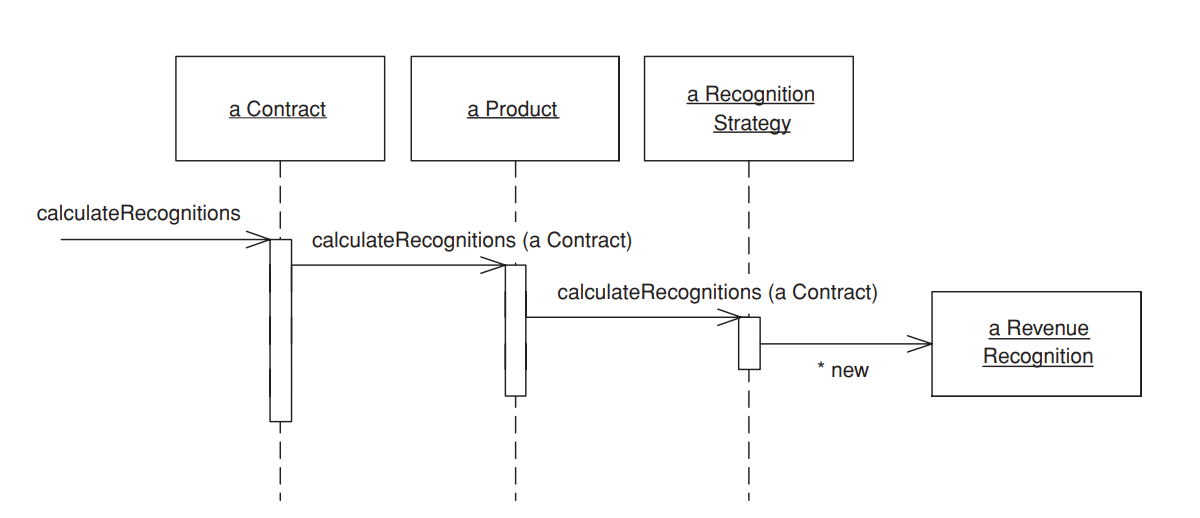 a Contract
a Product
a Recognition
Strategy
calculateRecognitions
calculateRecognitions (a Contract)
calculateRecognitions (a Contract)
a Revenue
Recognition
* new